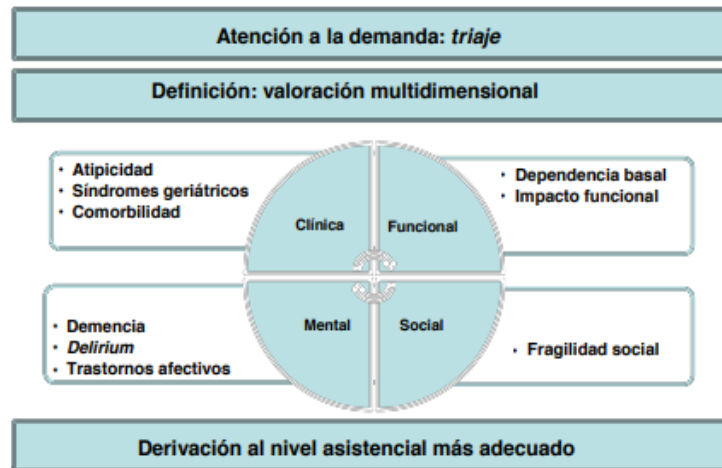 Atención a la demanda: triaje
Definición: valoración multidimensional
• Atipicidad
• Síndromes geriátricos
• Comorbilidad
• Dependencia basal
• Impacto funcional
Clínica
Funcional
Mental
Social
• Demencia
• Delirium
• Trastornos afectivos
• Fragilidad social
Derivación al nivel asistencial más adecuado